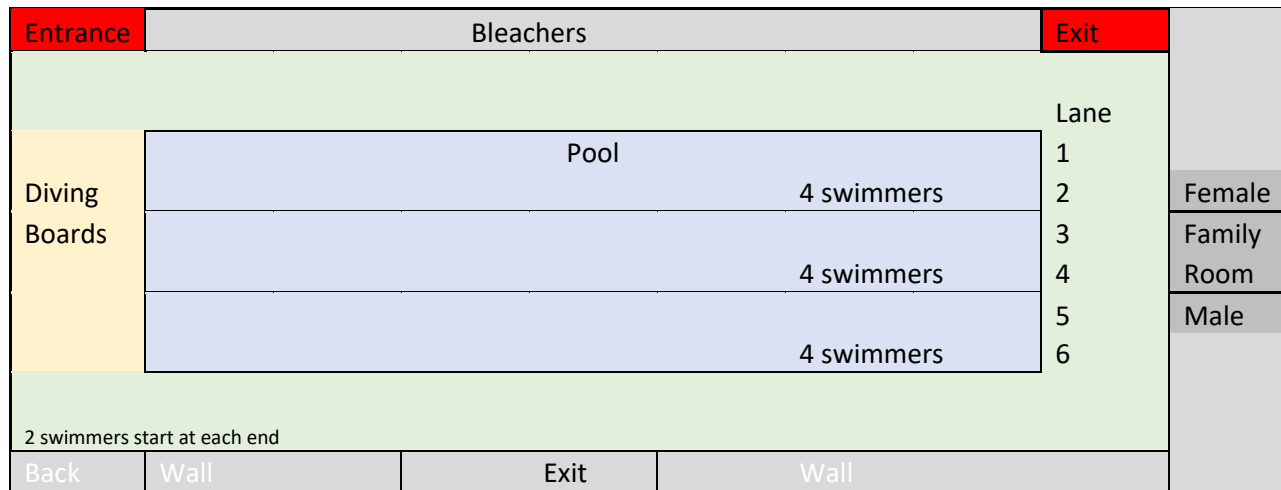 Entrance Bleachers Exit
Lane
Pool 1
Diving 4 swimmers 2 Female
Boards 3 Family
4 swimmers 4 Room
5 Male
4 swimmers 6
2 swimmers start at each end
Back Wall Exit Wall